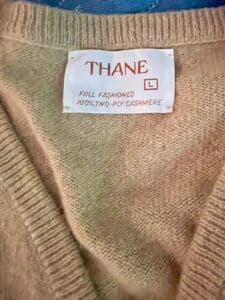 THANE
L
FULL FASHIONED
100% TWO-PLY CASHMERE